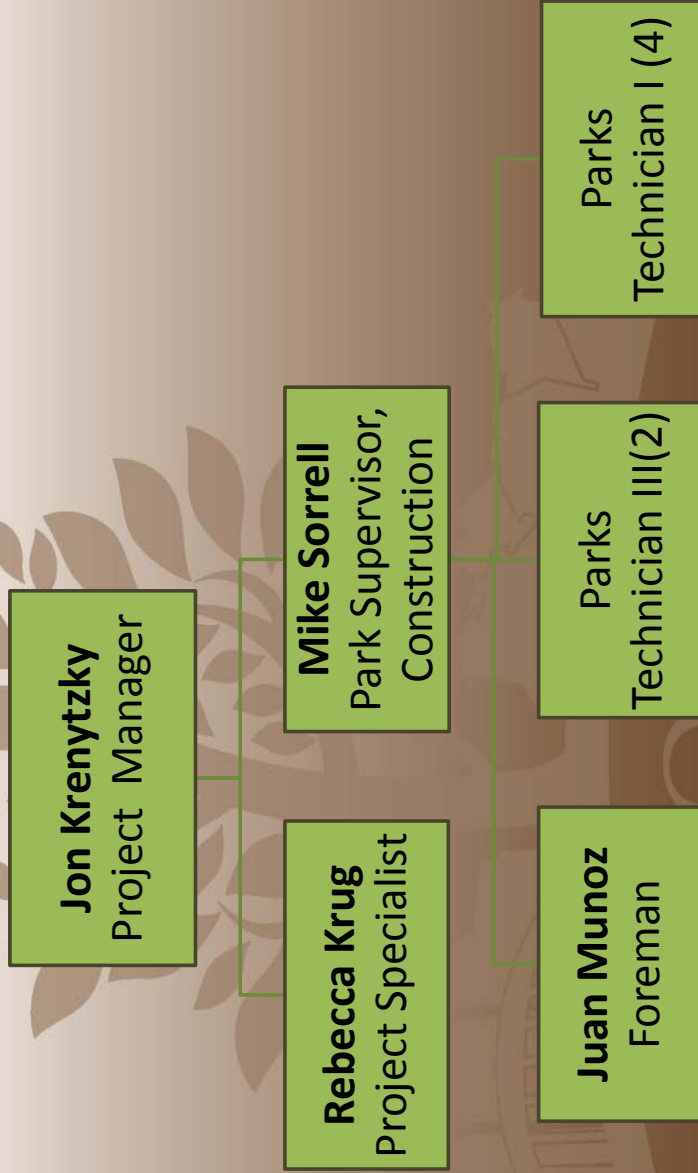 Jon Krenytzky
Project Manager
Rebecca Krug
Project Specialist
Mike Sorrell
Park Supervisor,
Construction
Juan Munoz
Foreman
Parks
Technician III(2)
Parks
Technician I (4)